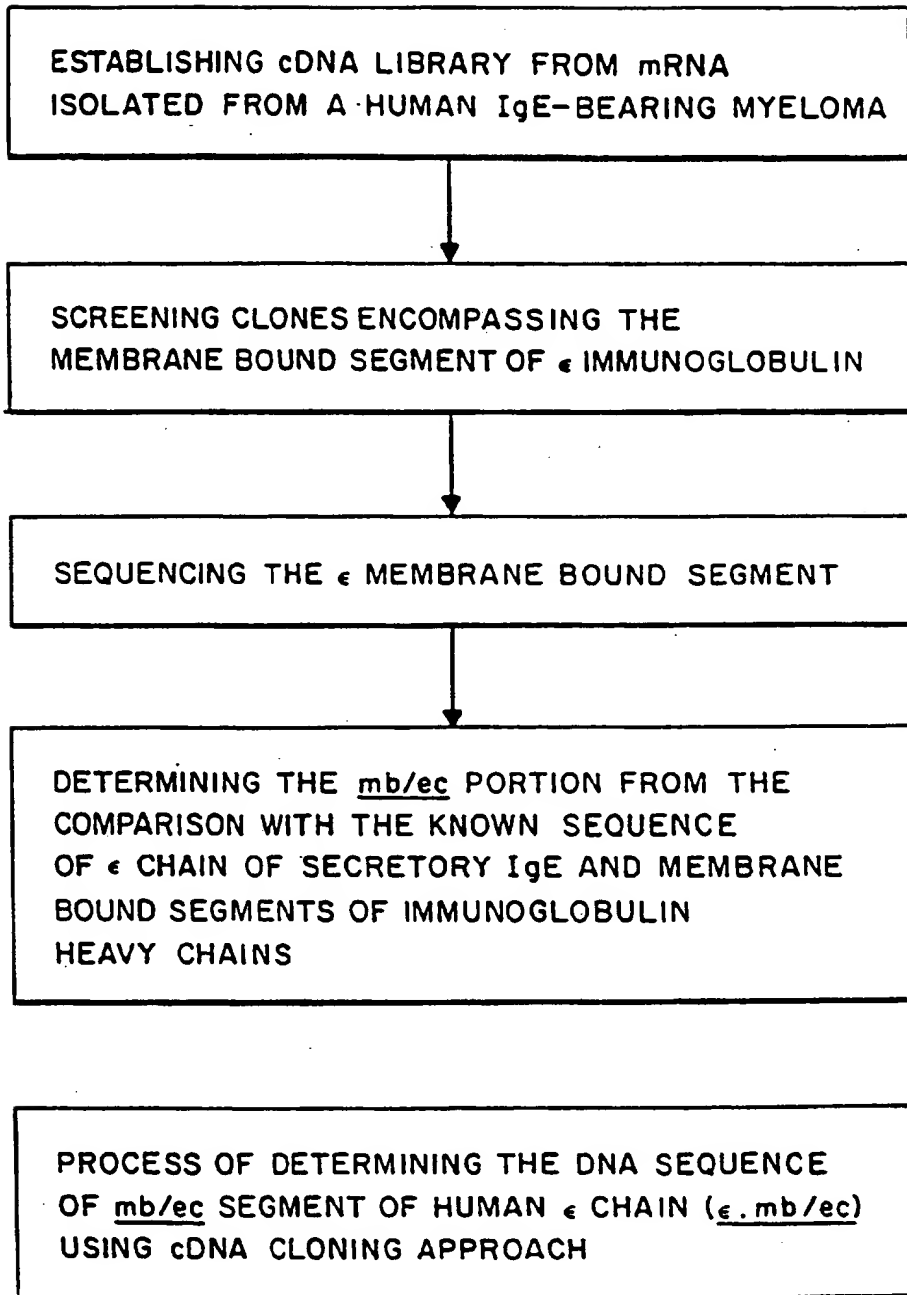 ESTABLISHING cDNA LIBRARY FROM mRNA
ISOLATED FROM A HUMAN IgE-BEARING MYELOMA
SCREENING CLONES ENCOMPASSING THE
MEMBRANE BOUND SEGMENT OF ϵ IMMUNOGLOBULIN
SEQUENCING THE ϵ MEMBRANE BOUND SEGMENT
DETERMINING THE mb/ec PORTION FROM THE
COMPARISON WITH THE KNOWN SEQUENCE
OF ϵ CHAIN OF SECRETORY IgE AND MEMBRANE
BOUND SEGMENTS OF IMMUNOGLOBULIN
HEAVY CHAINS
PROCESS OF DETERMINING THE DNA SEQUENCE
OF mb/ec SEGMENT OF HUMAN ϵ CHAIN (ϵ.mb/ec)
USING cDNA CLONING APPROACH